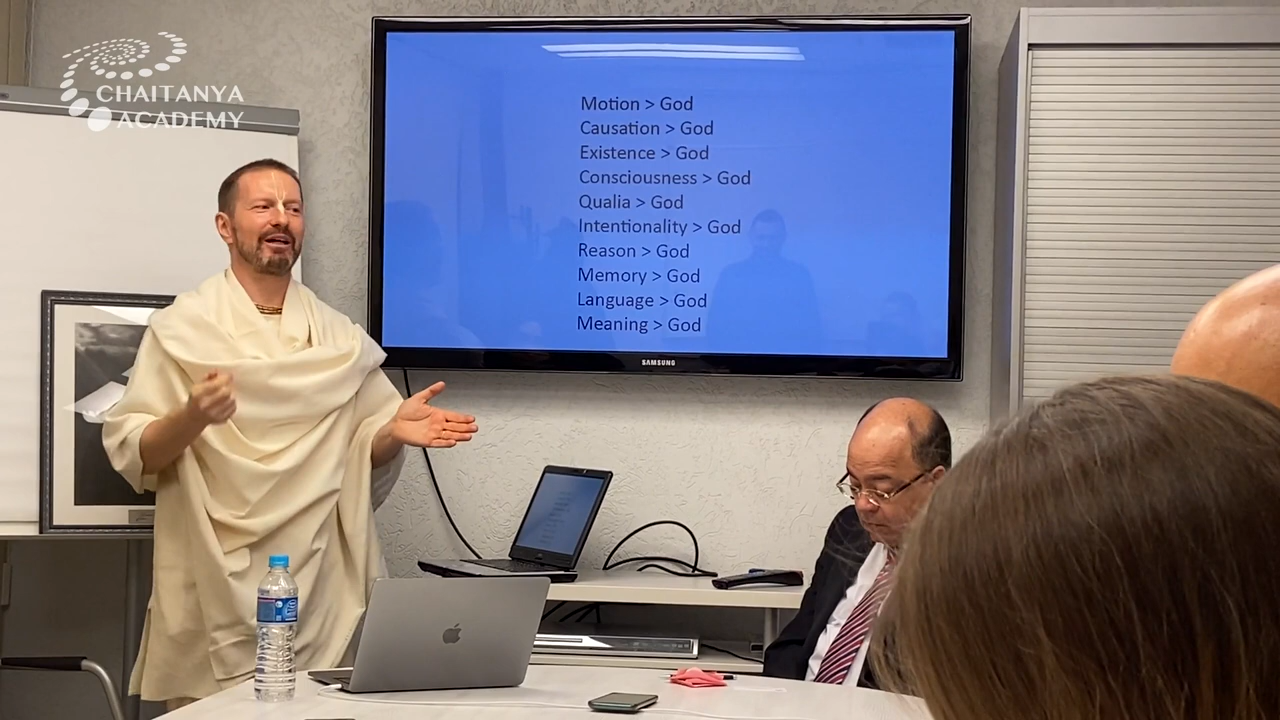 CHAITANYA
ACADEMY
Motion > God
Causation > God
Existence > God
Consciousness > God
Qualia > God
Intentionality > God
Reason > God
Memory > God
Language > God
Meaning > God
SAMSUNG